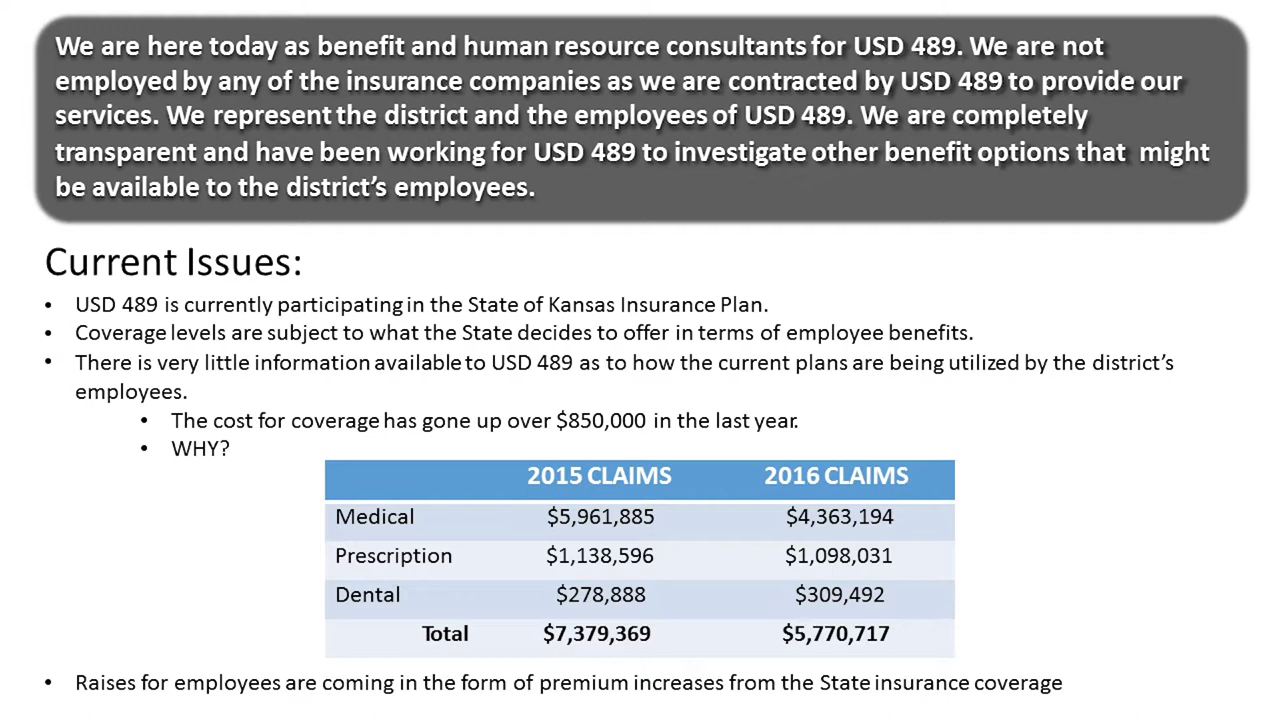 We are here today as benefit and human resource consultants for USD 489. We are not
employed by any of the insurance companies as we are contracted by USD 489 to provide our
services. We represent the district and the employees of USD 489. We are completely
transparent and have been working for USD 489 to investigate other benefit options that might
be available to the district's employees.
Current Issues:
• USD 489 is currently participating in the State of Kansas Insurance Plan.
• Coverage levels are subject to what the State decides to offer in terms of employee benefits.
• There is very little information available to USD 489 as to how the current plans are being utilized by the district's
employees.
• The cost for coverage has gone up over $850,000 in the last year.
• WHY?
2015 CLAIMS 2016 CLAIMS
Medical $5,961,885 $4,363,194
Prescription $1,138,596 $1,098,031
Dental $278,888 $309,492
Total $7,379,369 $5,770,717
• Raises for employees are coming in the form of premium increases from the State insurance coverage